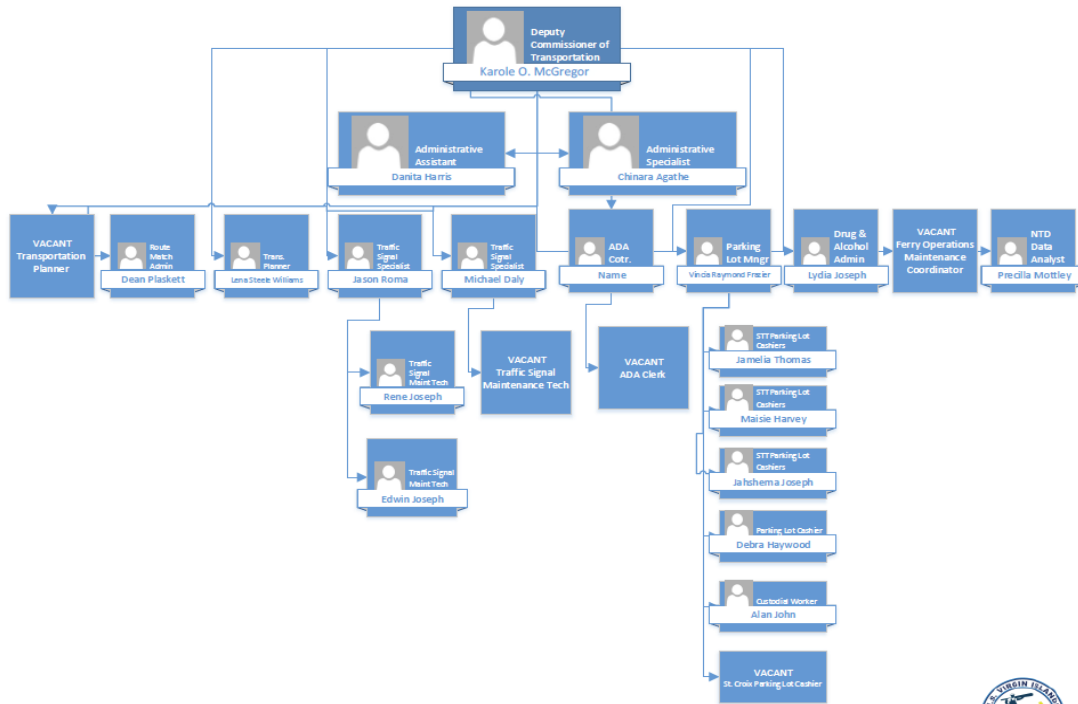 Deputy
Commissioner of
Transportation
Karole O. McGregor
Administrative
Assistant
Danita Harris
Administrative
Specialist
Chinara Agathe
VACANT
Transportation
Planner
Route
Match
Admin
Dean Plaskett
Trans.
Planner
Lena Steele Williams
Traffic
Signal
Specialist
Jason Roma
Traffic
Signal
Specialist
Michael Daly
ADA
Cotr.
Name
Parking
Lot Mngr
Vincia Raymond Frazier
Drug &
Alcohol
Admin
Lydia Joseph
VACANT
Ferry Operations
Maintenance
Coordinator
NTD
Data
Analyst
Precilla Mottley
Traffic
Signal
Maint Tech
Rene Joseph
VACANT
Traffic Signal
Maintenance Tech
VACANT
ADA Clerk
STT Parking Lot
Cashiers
Jamelia Thomas
STT Parking Lot
Cashiers
Maisie Harvey
Traffic Signal
Maint Tech
Edwin Joseph
STT Parking Lot
Cashiers
Jahshema Joseph
Parking Lot Cashier
Debra Haywood
Custodial Worker
Alan John
VACANT
St. Croix Parking Lot Cashier
VIRGIN ISLAND